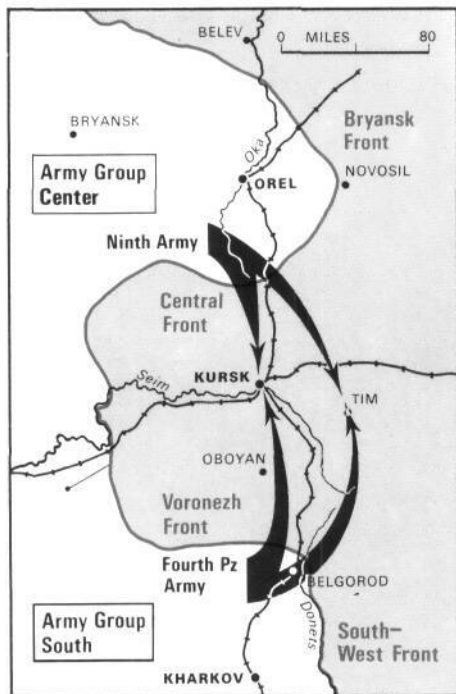 BELEV
0 MILES 80
BRYANSK
Bryansk
Front
Oka
Army Group
Center
OREL
NOVOSIL
Ninth Army
Central
Front
Seim
KURSK
TIM
OBOYAN
Voronezh
Front
Fourth Pz
Army
BELGOROD
Army Group
South
Donets
South–
West Front
KHARKOV